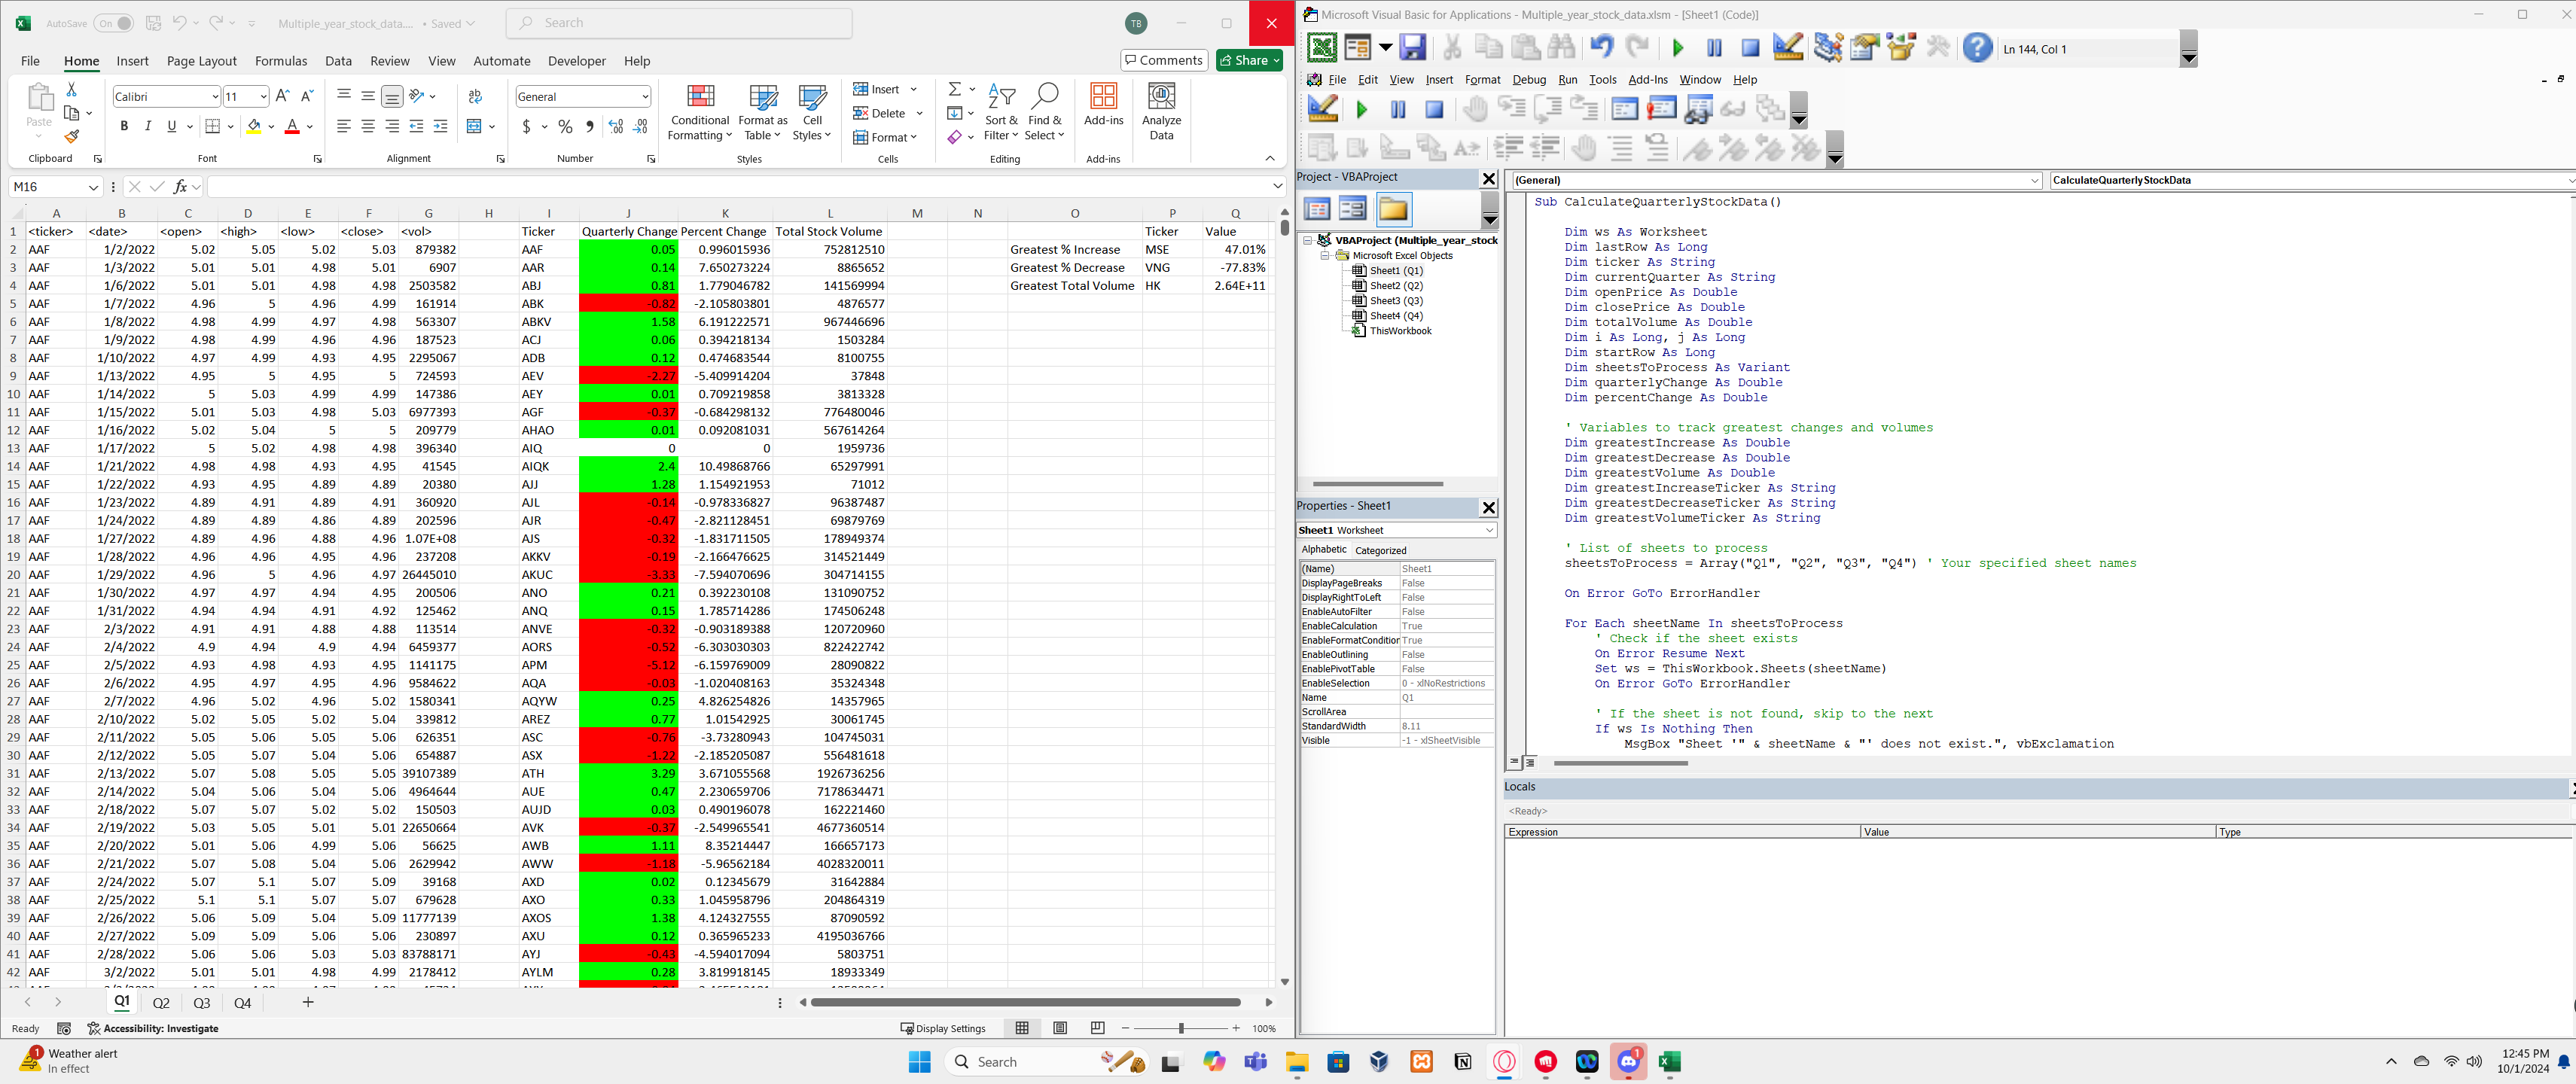 AutoSave On Multiple_year_stock_data.... • Saved Search TB
File Home Insert Page Layout Formulas Data Review View Automate Developer Help Comments Share
Paste Calibri 11 General Conditional Formatting Format as Table Cell Styles Insert Delete Format Sort & Filter Find & Select Add-ins Analyze Data
Clipboard Font Alignment Number Styles Cells Editing Add-ins
M16 fx
A B C D E F G H I J K L M N O P Q
1 <ticker> <date> <open> <high> <low> <close> <vol> Ticker Quarterly Change Percent Change Total Stock Volume Ticker Value
2 AAF 1/2/2022 5.02 5.05 5.02 5.03 879382 AAF 0.05 0.996015936 752812510 Greatest % Increase MSE 47.01%
3 AAF 1/3/2022 5.01 5.01 4.98 5.01 6907 AAR 0.14 7.650273224 8865652 Greatest % Decrease VNG -77.83%
4 AAF 1/6/2022 5.01 5.01 4.98 4.98 2503582 ABJ 0.81 1.779046782 141569994 Greatest Total Volume HK 2.64E+11
5 AAF 1/7/2022 4.96 5 4.96 4.99 161914 ABK -0.82 -2.105803801 4876577
6 AAF 1/8/2022 4.98 4.99 4.97 4.98 563307 ABKV 1.58 6.191222571 967446696
7 AAF 1/9/2022 4.98 4.99 4.96 4.96 187523 ACJ 0.06 0.394218134 1503284
8 AAF 1/10/2022 4.97 4.99 4.93 4.95 2295067 ADB 0.12 0.474683544 8100755
9 AAF 1/13/2022 4.95 5 4.95 5 724593 AEV -2.27 -5.409914204 37848
10 AAF 1/14/2022 5 5.03 4.99 4.99 147386 AEY 0.01 0.709219858 3813328
11 AAF 1/15/2022 5.01 5.03 4.98 5.03 6977393 AGF -0.37 -0.684298132 776480046
12 AAF 1/16/2022 5.02 5.04 5 5 209779 AHAO 0.01 0.092081031 567614264
13 AAF 1/17/2022 5 5.02 4.98 4.98 396340 AIQ 0 0 1959736
14 AAF 1/21/2022 4.98 4.98 4.93 4.95 41545 AIQK 2.4 10.49868766 65297991
15 AAF 1/22/2022 4.93 4.95 4.89 4.89 20380 AJJ 1.28 1.154921953 71012
16 AAF 1/23/2022 4.89 4.91 4.89 4.91 360920 AJL -0.14 -0.978336827 96387487
17 AAF 1/24/2022 4.89 4.89 4.86 4.89 202596 AJR -0.47 -2.821128451 69879769
18 AAF 1/27/2022 4.89 4.96 4.88 4.96 1.07E+08 AJS -0.32 -1.831711505 178949374
19 AAF 1/28/2022 4.96 4.96 4.95 4.96 237208 AKKV -0.19 -2.166476625 314521449
20 AAF 1/29/2022 4.96 5 4.96 4.97 26445010 AKUC -3.33 -7.594070696 304714155
21 AAF 1/30/2022 4.97 4.97 4.94 4.95 200506 ANO 0.21 0.392230108 131090752
22 AAF 1/31/2022 4.94 4.94 4.91 4.92 125462 ANQ 0.15 1.785714286 174506248
23 AAF 2/3/2022 4.91 4.91 4.88 4.88 113514 ANVE -0.32 -0.903189388 120720960
24 AAF 2/4/2022 4.9 4.94 4.9 4.94 6459377 AORS -0.52 -6.303030303 822422742
25 AAF 2/5/2022 4.93 4.98 4.93 4.95 1141175 APM -5.12 -6.159769009 28090822
26 AAF 2/6/2022 4.95 4.97 4.95 4.96 9584622 AQA -0.03 -1.020408163 35324348
27 AAF 2/7/2022 4.96 5.02 4.96 5.02 1580341 AQYW 0.25 4.826254826 14357965
28 AAF 2/10/2022 5.02 5.05 5.02 5.04 339812 AREZ 0.77 1.01542925 30061745
29 AAF 2/11/2022 5.05 5.06 5.05 5.06 626351 ASC -0.76 -3.73280943 104745031
30 AAF 2/12/2022 5.05 5.07 5.04 5.06 654887 ASX -1.22 -2.185205087 556481618
31 AAF 2/13/2022 5.07 5.08 5.05 5.05 39107389 ATH 3.29 3.671055568 1926736256
32 AAF 2/14/2022 5.04 5.06 5.04 5.06 4964644 AUE 0.47 2.230659706 7178634471
33 AAF 2/18/2022 5.07 5.07 5.02 5.02 150503 AUJD 0.03 0.490196078 162221460
34 AAF 2/19/2022 5.03 5.05 5.01 5.01 22650664 AVK -0.37 -2.549965541 4677360514
35 AAF 2/20/2022 5.01 5.06 4.99 5.06 56625 AWB 1.11 8.35214447 166657173
36 AAF 2/21/2022 5.07 5.08 5.04 5.06 2629942 AWW -1.18 -5.96562184 4028320011
37 AAF 2/24/2022 5.07 5.1 5.07 5.09 39168 AXD 0.02 0.12345679 31642884
38 AAF 2/25/2022 5.1 5.1 5.07 5.07 679628 AXO 0.33 1.045958796 204864319
39 AAF 2/26/2022 5.06 5.09 5.04 5.09 11777139 AXOS 1.38 4.124327555 87090592
40 AAF 2/27/2022 5.09 5.09 5.06 5.06 230897 AXU 0.12 0.365965233 4195036766
41 AAF 2/28/2022 5.06 5.06 5.03 5.03 83788171 AYJ -0.43 -4.594017094 5803751
42 AAF 3/2/2022 5.01 5.01 4.98 4.99 2178412 AYLM 0.28 3.819918145 18933349
Q1 Q2 Q3 Q4
Ready Accessibility: Investigate Display Settings 100%
Microsoft Visual Basic for Applications - Multiple_year_stock_data.xlsm - [Sheet1 (Code)]
Ln 144, Col 1
File Edit View Insert Format Debug Run Tools Add-Ins Window Help
Project - VBAProject
VBAProject (Multiple_year_stock
Microsoft Excel Objects
Sheet1 (Q1)
Sheet2 (Q2)
Sheet3 (Q3)
Sheet4 (Q4)
ThisWorkbook
Properties - Sheet1
Sheet1 Worksheet
Alphabetic Categorized
(Name) Sheet1
DisplayPageBreaks False
DisplayRightToLeft False
EnableAutoFilter False
EnableCalculation True
EnableFormatCondition True
EnableOutlining False
EnablePivotTable False
EnableSelection 0 - xlNoRestrictions
Name Q1
ScrollArea
StandardWidth 8.11
Visible -1 - xlSheetVisible
(General) CalculateQuarterlyStockData
Sub CalculateQuarterlyStockData()
Dim ws As Worksheet
Dim lastRow As Long
Dim ticker As String
Dim currentQuarter As String
Dim openPrice As Double
Dim closePrice As Double
Dim totalVolume As Double
Dim i As Long, j As Long
Dim startRow As Long
Dim sheetsToProcess As Variant
Dim quarterlyChange As Double
Dim percentChange As Double
' Variables to track greatest changes and volumes
Dim greatestIncrease As Double
Dim greatestDecrease As Double
Dim greatestVolume As Double
Dim greatestIncreaseTicker As String
Dim greatestDecreaseTicker As String
Dim greatestVolumeTicker As String
' List of sheets to process
sheetsToProcess = Array("Q1", "Q2", "Q3", "Q4") ' Your specified sheet names
On Error GoTo ErrorHandler
For Each sheetName In sheetsToProcess
' Check if the sheet exists
On Error Resume Next
Set ws = ThisWorkbook.Sheets(sheetName)
On Error GoTo ErrorHandler
' If the sheet is not found, skip to the next
If ws Is Nothing Then
MsgBox "Sheet '" & sheetName & "' does not exist.", vbExclamation
Locals
<Ready>
Expression Value Type
1 Weather alert
In effect
Search
1
12:45 PM
10/1/2024